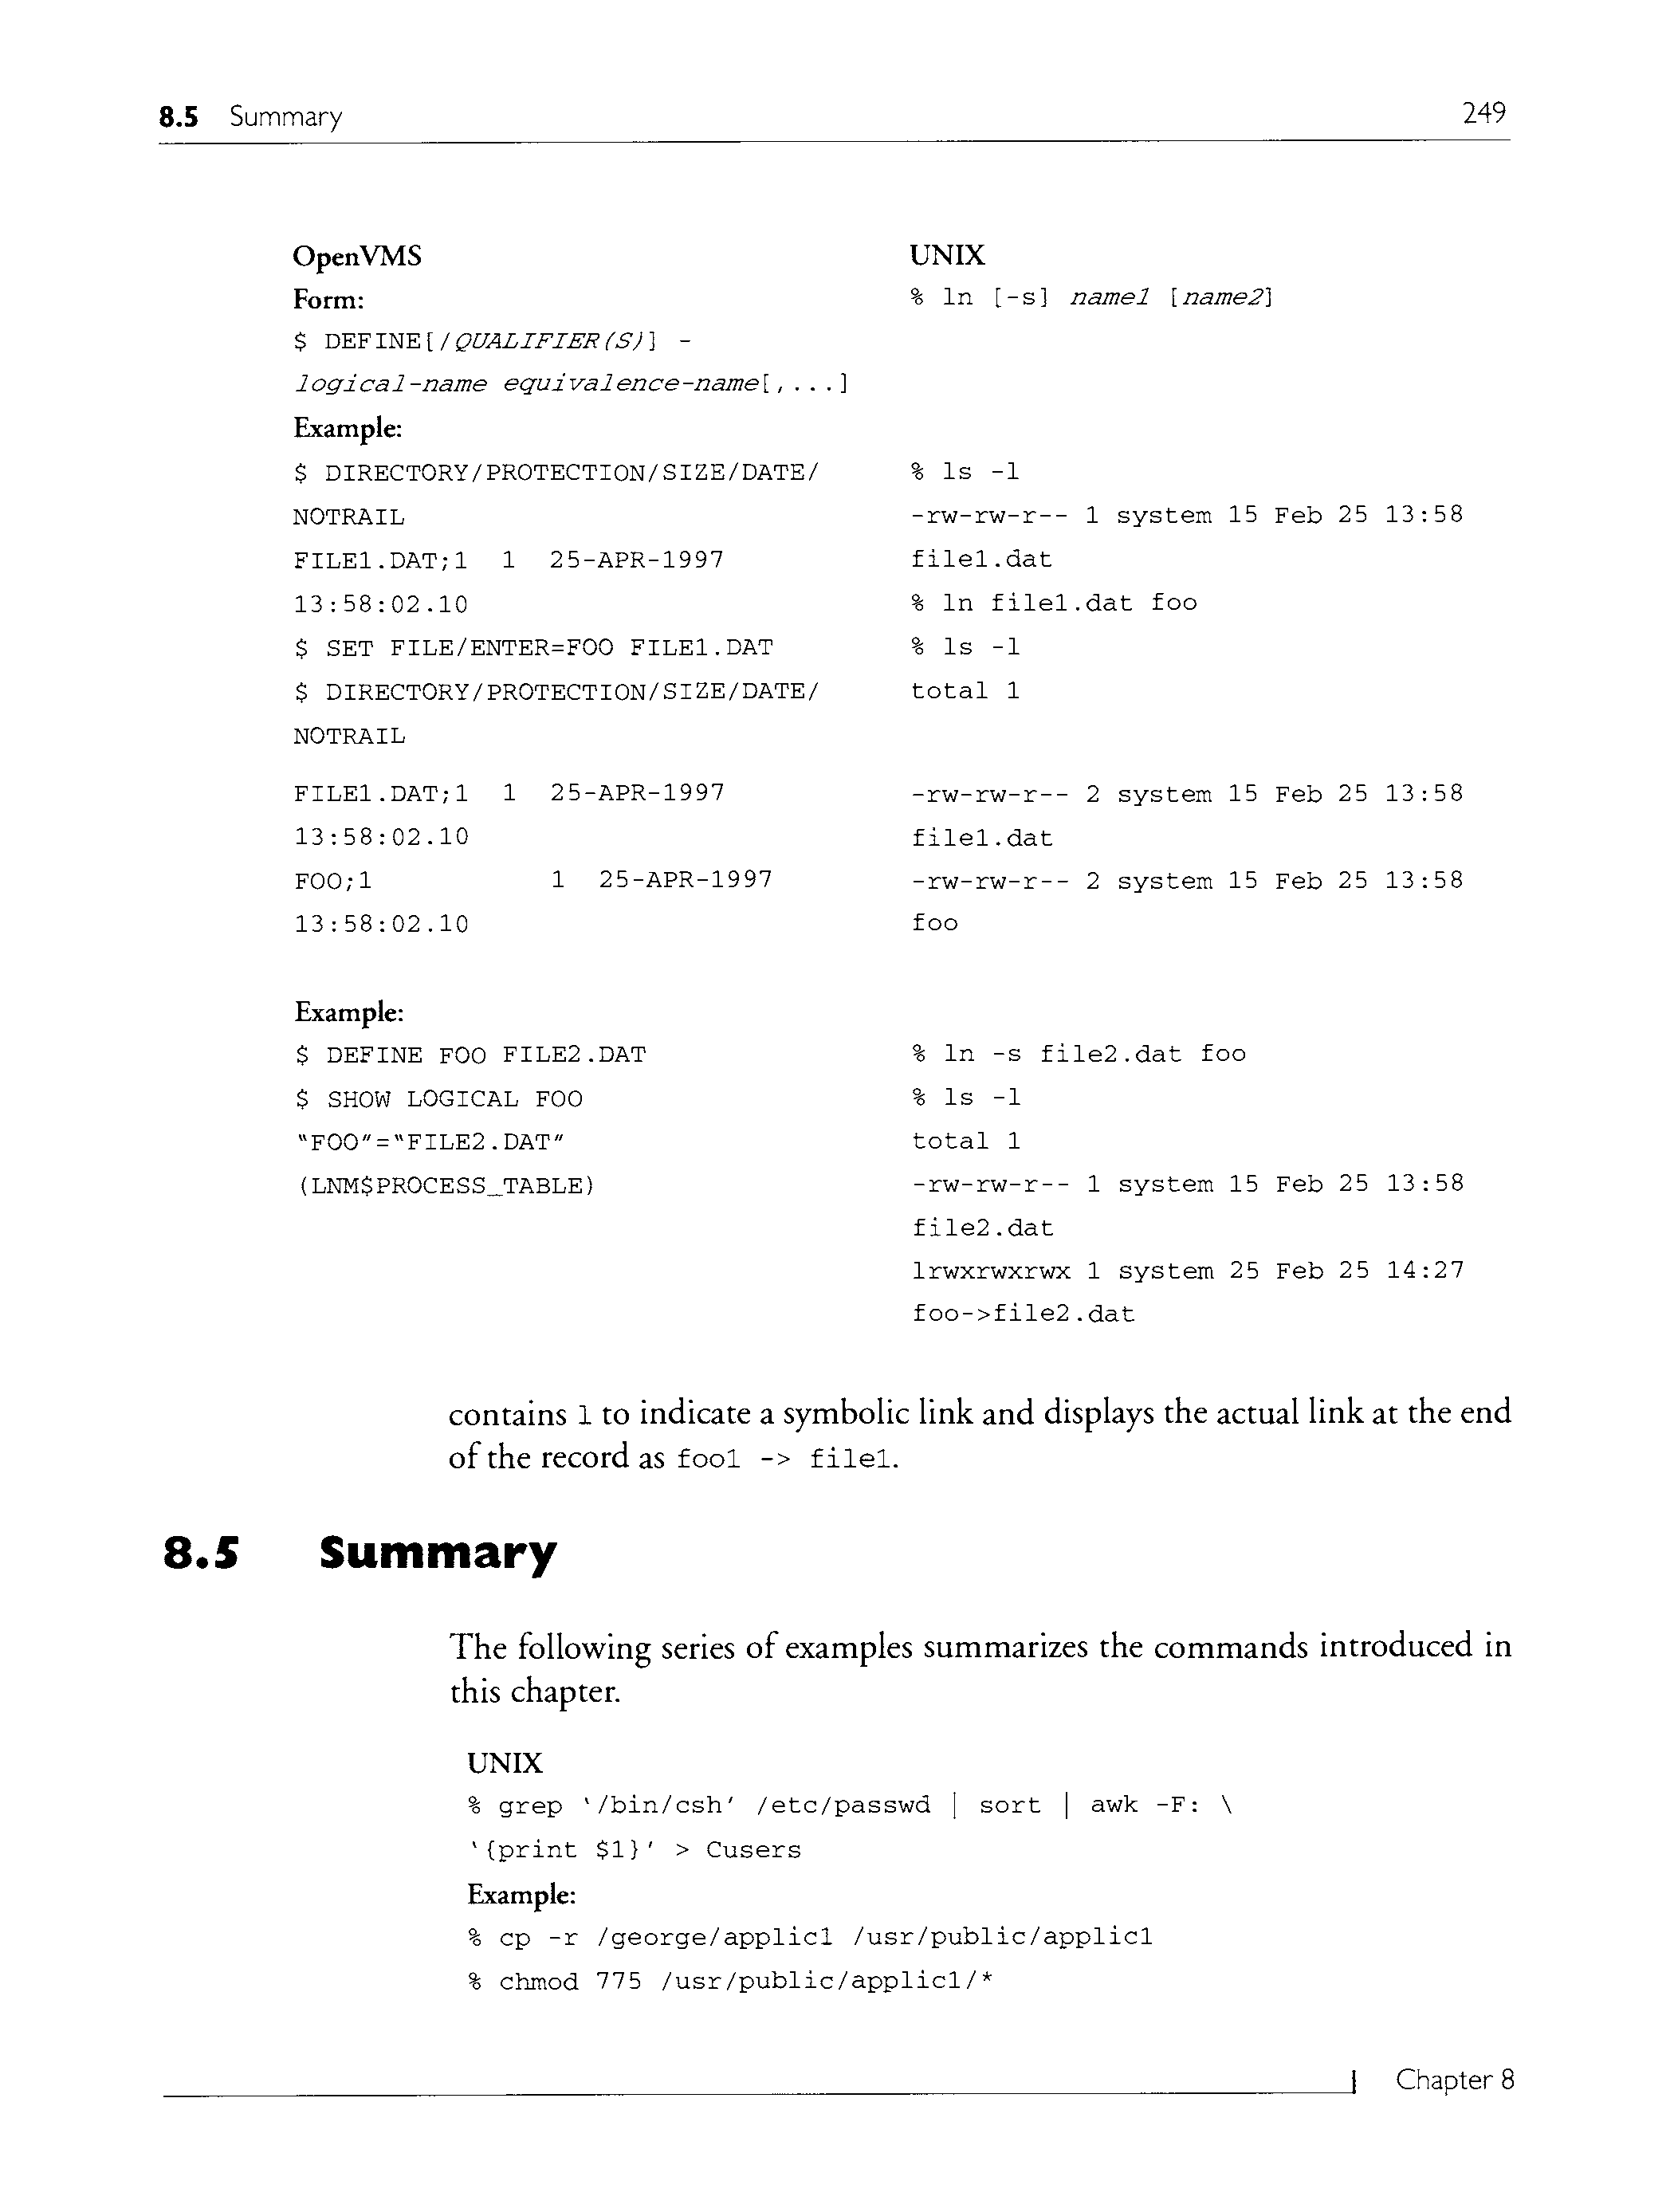 8.5 Summary 249
OpenVMS UNIX
Form: % ln [-s] name1 [name2]
$ DEFINE[/QUALIFIER(S)] -
logical-name equivalence-name[,...]
Example:
$ DIRECTORY/PROTECTION/SIZE/DATE/ % ls -l
NOTRAIL -rw-rw-r-- 1 system 15 Feb 25 13:58
FILE1.DAT;1 1 25-APR-1997 file1.dat
13:58:02.10 % ln file1.dat foo
$ SET FILE/ENTER=FOO FILE1.DAT % ls -l
$ DIRECTORY/PROTECTION/SIZE/DATE/ total 1
NOTRAIL
FILE1.DAT;1 1 25-APR-1997 -rw-rw-r-- 2 system 15 Feb 25 13:58
13:58:02.10 file1.dat
FOO;1 1 25-APR-1997 -rw-rw-r-- 2 system 15 Feb 25 13:58
13:58:02.10 foo
Example:
$ DEFINE FOO FILE2.DAT % ln -s file2.dat foo
$ SHOW LOGICAL FOO % ls -l
"FOO"="FILE2.DAT" total 1
(LNM$PROCESS_TABLE) -rw-rw-r-- 1 system 15 Feb 25 13:58
file2.dat
lrwxrwxrwx 1 system 25 Feb 25 14:27
foo->file2.dat
contains l to indicate a symbolic link and displays the actual link at the end
of the record as foo1 -> file1.
8.5 Summary
The following series of examples summarizes the commands introduced in
this chapter.
UNIX
% grep '/bin/csh' /etc/passwd | sort | awk -F: \
'{print $1}' > Cusers
Example:
% cp -r /george/applic1 /usr/public/applic1
% chmod 775 /usr/public/applic1/*
Chapter 8